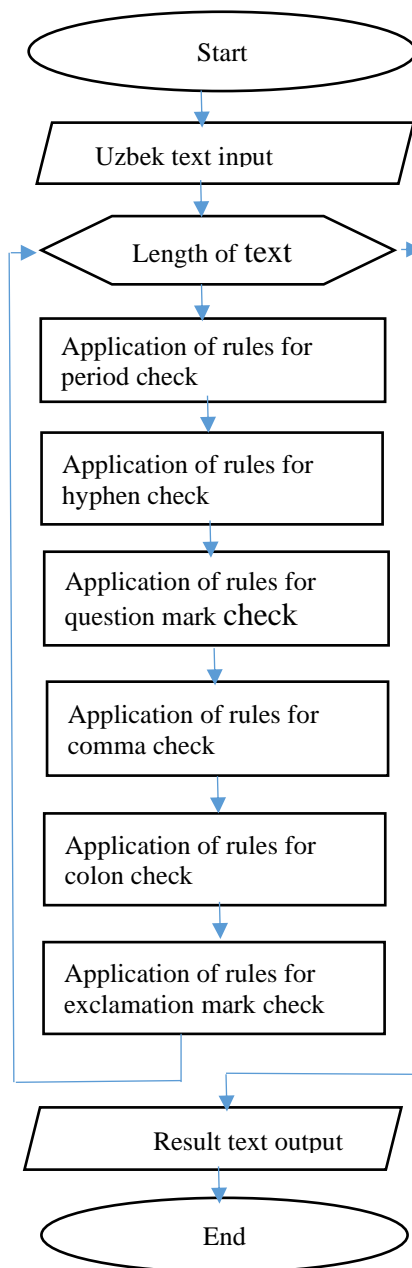 Start
Uzbek text input
Length of text
Application of rules for
period check
Application of rules for
hyphen check
Application of rules for
question mark check
Application of rules for
comma check
Application of rules for
colon check
Application of rules for
exclamation mark check
Result text output
End